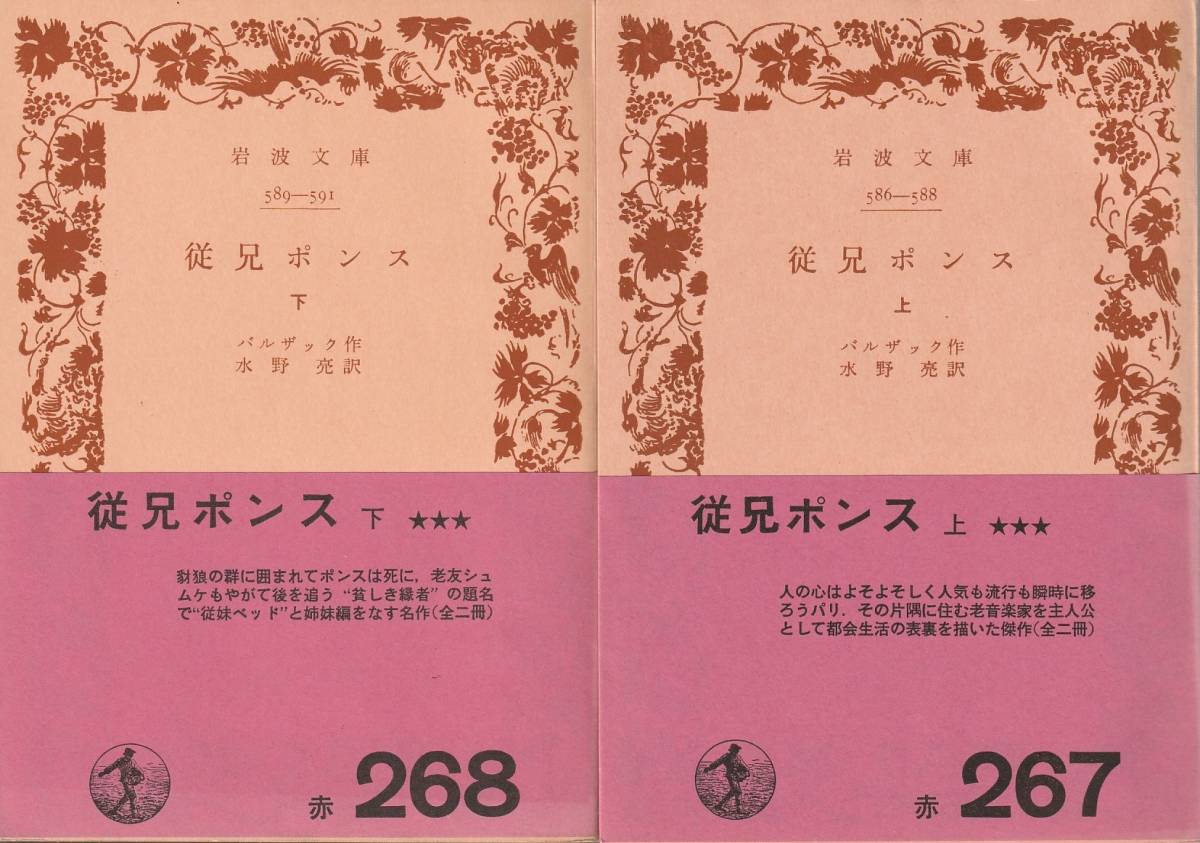 岩波文庫
589—591
従兄ポンス
下
バルザック作
水野亮訳
従兄ポンス 下 ★★★
豺狼の群に囲まれてポンスは死に，老友シュ
ムケもやがて後を追う “貧しき縁者”の題名
で“従妹ベッド”と姉妹編をなす名作（全二冊）
赤 268
岩波文庫
586—588
従兄ポンス
上
バルザック作
水野亮訳
従兄ポンス 上 ★★★
人の心はよそよそしく人気も流行も瞬時に移
ろうパリ．その片隅に住む老音楽家を主人公
として都会生活の表裏を描いた傑作（全二冊）
赤 267